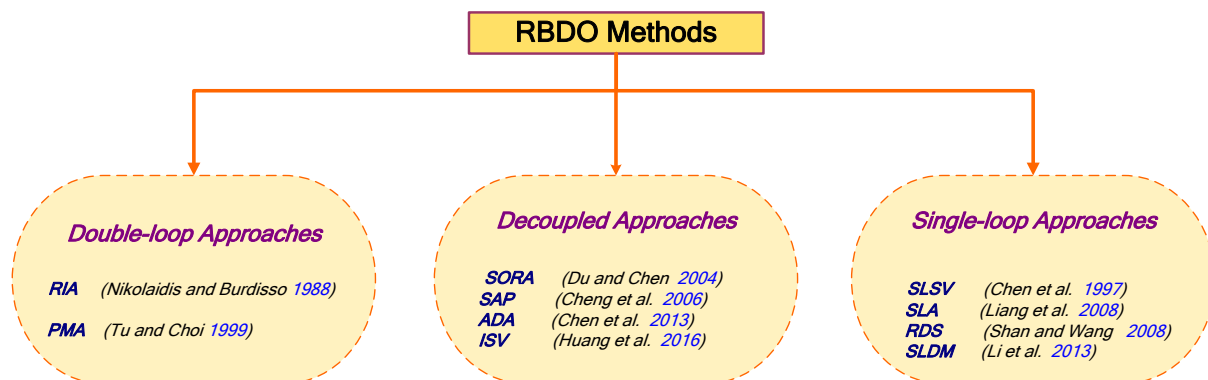 RBDO Methods
Double-loop Approaches
RIA (Nikolaidis and Burdisso 1988)
PMA (Tu and Choi 1999)
Decoupled Approaches
SORA (Du and Chen 2004)
SAP (Cheng et al. 2006)
ADA (Chen et al. 2013)
ISV (Huang et al. 2016)
Single-loop Approaches
SLSV (Chen et al. 1997)
SLA (Liang et al. 2008)
RDS (Shan and Wang 2008)
SLDM (Li et al. 2013)